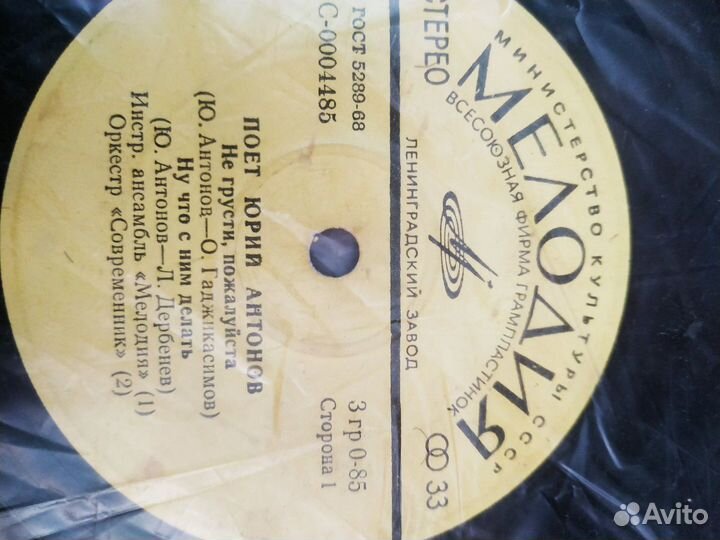 МИНИСТЕРСТВО КУЛЬТУРЫ СССР
МЕЛОДИЯ
ВСЕСОЮЗНАЯ ФИРМА ГРАМПЛАСТИНОК
ЛЕНИНГРАДСКИЙ ЗАВОД
СТЕРЕО
33
ГОСТ 5289-68
С-0004485
3 гр 0-85
Сторона 1
ПОЕТ ЮРИЙ АНТОНОВ
Не грусти, пожалуйста
(Ю. Антонов—О. Гаджикасимов)
Ну что с ним делать
(Ю. Антонов—Л. Дербенев)
Инстр. ансамбль «Мелодия» (1)
Оркестр «Современник» (2)
Avito